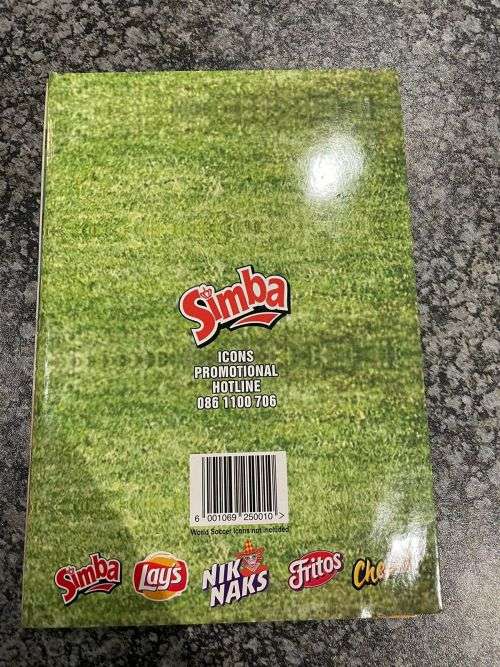 Simba
ICONS
PROMOTIONAL
HOTLINE
086 1100 706
6 001069 250010 >
World Soccer Icons not included
Simba
Lay's
NIK
NAKS
Fritos